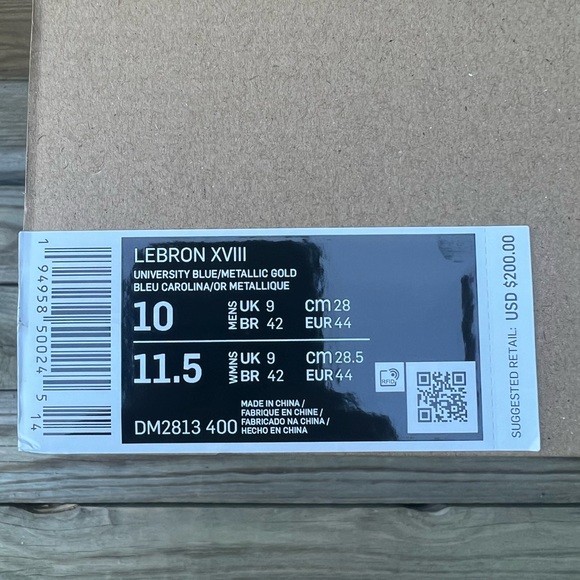 1 94958 50024 5 14
LEBRON XVIII
UNIVERSITY BLUE/METALLIC GOLD
BLEU CAROLINA/OR METALLIQUE
10 MENS UK 9 CM 28
BR 42 EUR 44
11.5 WMNS UK 9 CM 28.5
BR 42 EUR 44
RFID
MADE IN CHINA /
FABRIQUE EN CHINE /
DM2813 400 FABRICADO NA CHINA /
HECHO EN CHINA
SUGGESTED RETAIL: USD $200.00